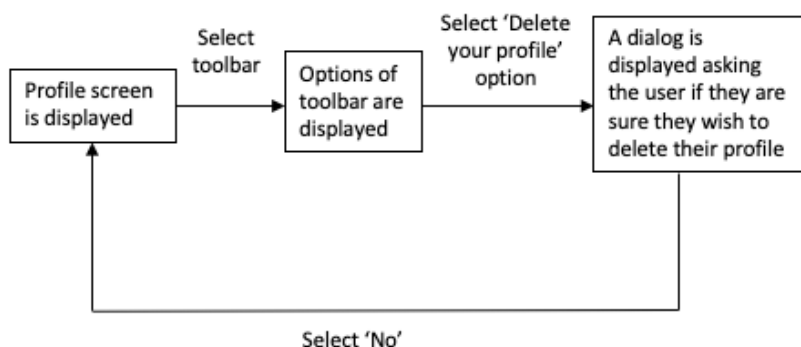 Profile screen
is displayed
Select
toolbar
Options of
toolbar are
displayed
Select ‘Delete
your profile’
option
A dialog is
displayed asking
the user if they are
sure they wish to
delete their profile
Select ‘No’